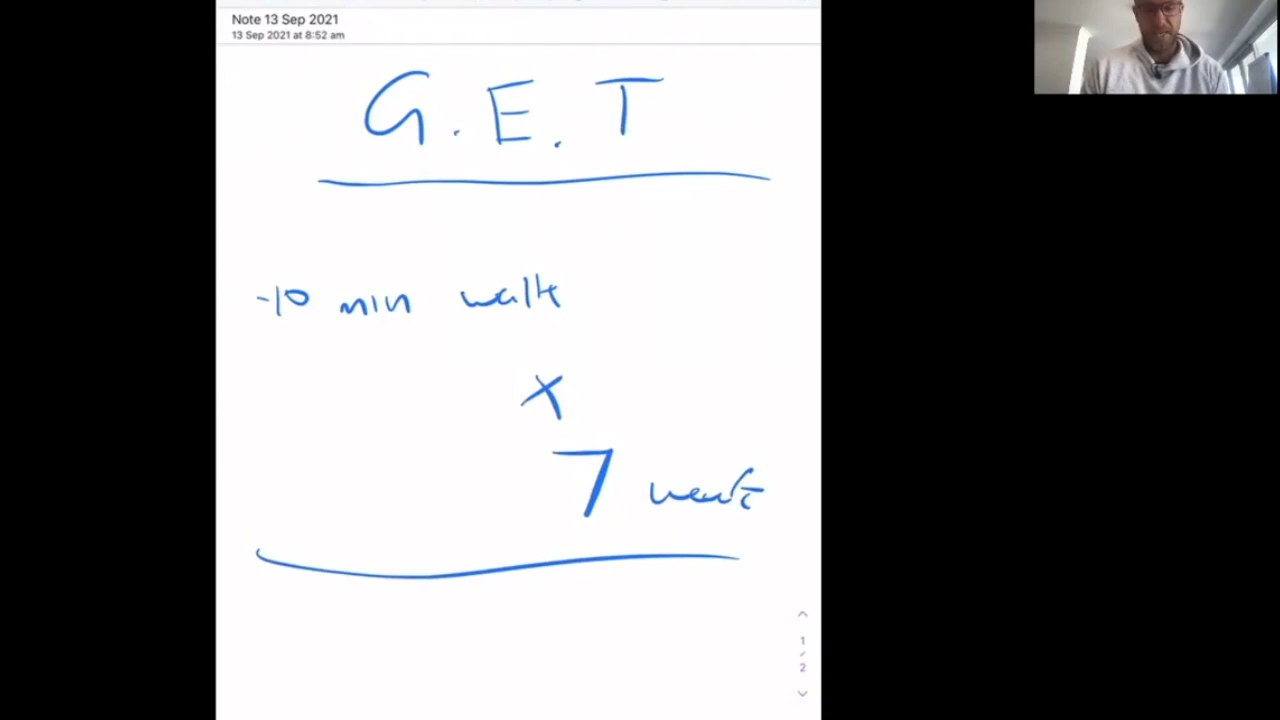 Note 13 Sep 2021
13 Sep 2021 at 8:52 am
G.E.T
-10 min walk
x
7 week
1
/
2